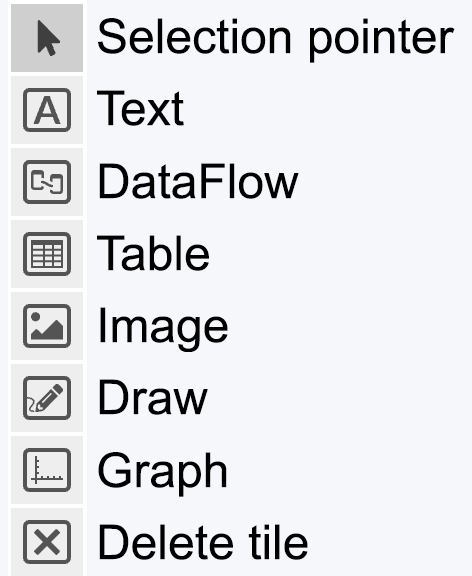 Selection pointer
A Text
DataFlow
Table
Image
Draw
Graph
Delete tile